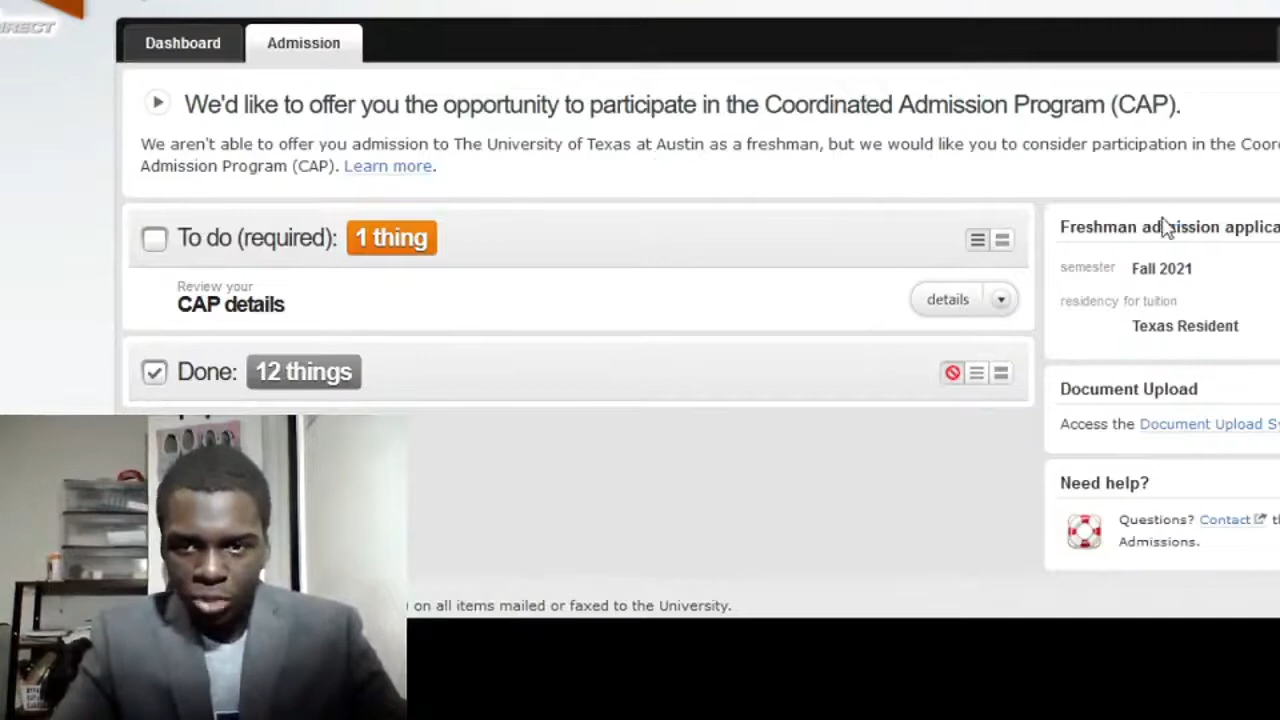 IRECT
Dashboard Admission
We'd like to offer you the opportunity to participate in the Coordinated Admission Program (CAP).
We aren't able to offer you admission to The University of Texas at Austin as a freshman, but we would like you to consider participation in the Coor
Admission Program (CAP). Learn more.
To do (required): 1 thing
Review your
CAP details
details
Done: 12 things
Freshman admission applica
semester Fall 2021
residency for tuition
Texas Resident
Document Upload
Access the Document Upload Sy
Need help?
Questions? Contact th
Admissions.
on all items mailed or faxed to the University.